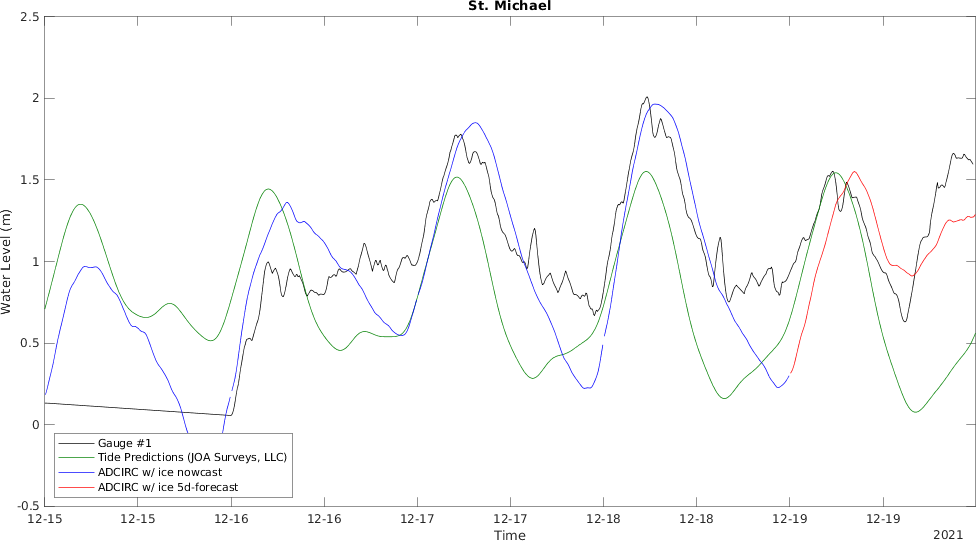 St. Michael
2.5
2
1.5
1
0.5
0
-0.5
Water Level (m)
Gauge #1
Tide Predictions (JOA Surveys, LLC)
ADCIRC w/ ice nowcast
ADCIRC w/ ice 5d-forecast
12-15 12-15 12-16 12-16 12-17 12-17 12-18 12-18 12-19 12-19
Time
2021